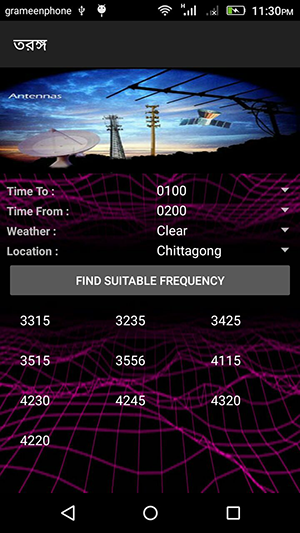 grameenphone H 11:30PM
তরঙ্গ
Antennas
Time To : 0100
Time From : 0200
Weather : Clear
Location : Chittagong
FIND SUITABLE FREQUENCY
3315 3235 3425
3515 3556 4115
4230 4245 4320
4220